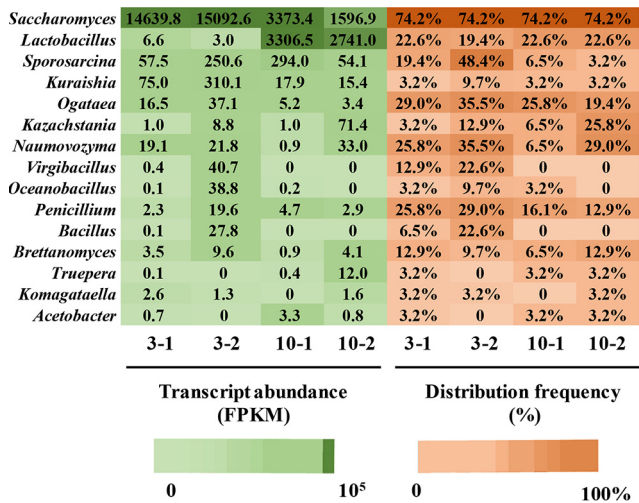 Saccharomyces 14639.8 15092.6 3373.4 1596.9 74.2% 74.2% 74.2% 74.2%
Lactobacillus 6.6 3.0 3306.5 2741.0 22.6% 19.4% 22.6% 22.6%
Sporosarcina 57.5 250.6 294.0 54.1 19.4% 48.4% 6.5% 3.2%
Kuraishia 75.0 310.1 17.9 15.4 3.2% 9.7% 3.2% 3.2%
Ogataea 16.5 37.1 5.2 3.4 29.0% 35.5% 25.8% 19.4%
Kazachstania 1.0 8.8 1.0 71.4 3.2% 12.9% 6.5% 25.8%
Naumovozyma 19.1 21.8 0.9 33.0 25.8% 35.5% 6.5% 29.0%
Virgibacillus 0.4 40.7 0 0 12.9% 22.6% 0 0
Oceanobacillus 0.1 38.8 0.2 0 3.2% 9.7% 3.2% 0
Penicillium 2.3 19.6 4.7 2.9 25.8% 29.0% 16.1% 12.9%
Bacillus 0.1 27.8 0 0 6.5% 22.6% 0 0
Brettanomyces 3.5 9.6 0.9 4.1 12.9% 9.7% 6.5% 12.9%
Truepera 0.1 0 0.4 12.0 3.2% 0 3.2% 3.2%
Komagataella 2.6 1.3 0 1.6 3.2% 3.2% 0 3.2%
Acetobacter 0.7 0 3.3 0.8 3.2% 0 3.2% 3.2%
3-1 3-2 10-1 10-2 3-1 3-2 10-1 10-2
Transcript abundance Distribution frequency
(FPKM) (%)
0 10⁵ 0 100%